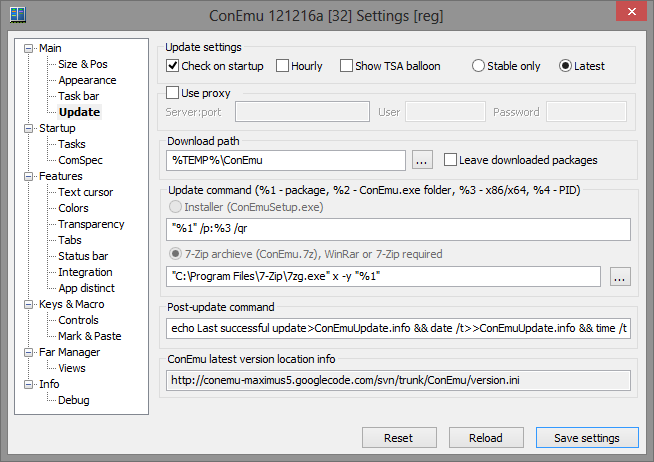 ConEmu 121216a [32] Settings [reg]
Main
Size & Pos
Appearance
Task bar
Update
Startup
Tasks
ComSpec
Features
Text cursor
Colors
Transparency
Tabs
Status bar
Integration
App distinct
Keys & Macro
Controls
Mark & Paste
Far Manager
Views
Info
Debug
Update settings
Check on startup Hourly Show TSA balloon Stable only Latest
Use proxy
Server:port User Password
Download path
%TEMP%\ConEmu ... Leave downloaded packages
Update command (%1 - package, %2 - ConEmu.exe folder, %3 - x86/x64, %4 - PID)
Installer (ConEmuSetup.exe)
"%1" /p:%3 /qr
7-Zip archieve (ConEmu.7z), WinRar or 7-Zip required
"C:\Program Files\7-Zip\7zg.exe" x -y "%1" ...
Post-update command
echo Last successful update>ConEmuUpdate.info && date /t>>ConEmuUpdate.info && time /t
ConEmu latest version location info
http://conemu-maximus5.googlecode.com/svn/trunk/ConEmu/version.ini
Reset Reload Save settings